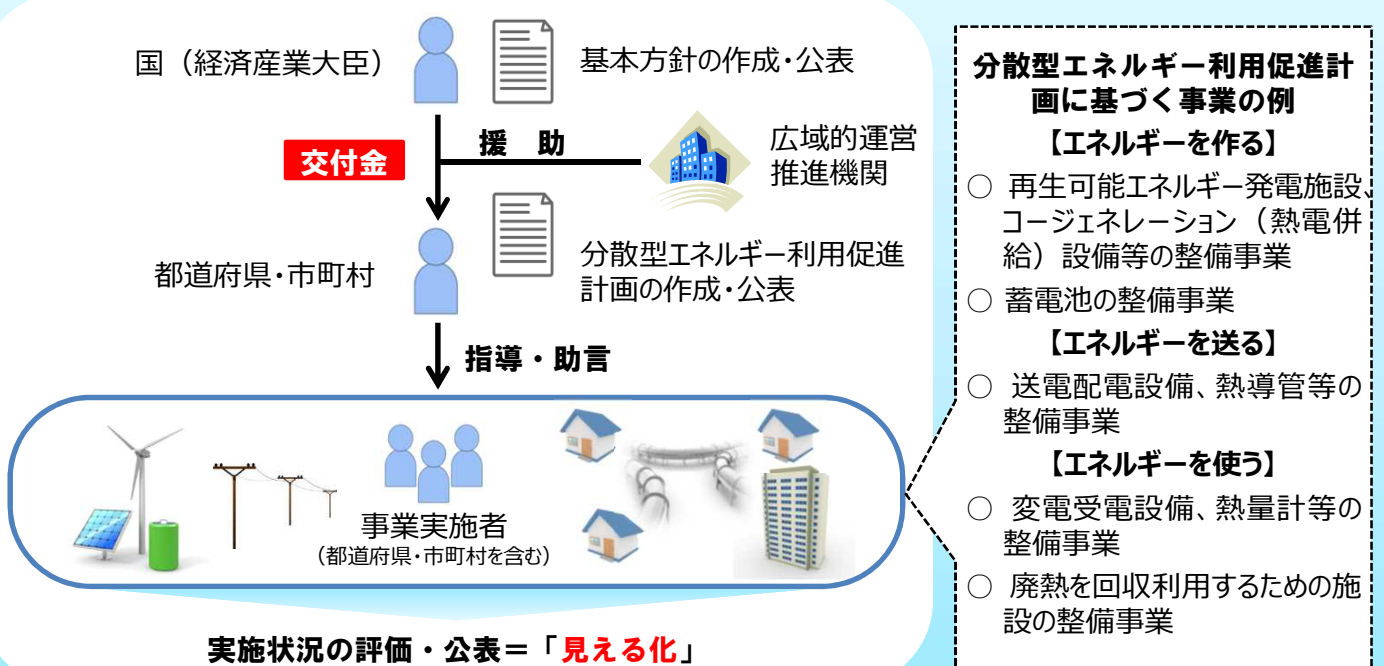 国（経済産業大臣）
基本方針の作成・公表
交付金
援　助
広域的運営
推進機関
都道府県・市町村
分散型エネルギー利用促進
計画の作成・公表
指導・助言
事業実施者
（都道府県・市町村を含む）
実施状況の評価・公表＝「見える化」
分散型エネルギー利用促進計
画に基づく事業の例
【エネルギーを作る】
○ 再生可能エネルギー発電施設、
コージェネレーション（熱電併
給）設備等の整備事業
○ 蓄電池の整備事業
【エネルギーを送る】
○ 送電配電設備、熱導管等の
整備事業
【エネルギーを使う】
○ 変電受電設備、熱量計等の
整備事業
○ 廃熱を回収利用するための施
設の整備事業